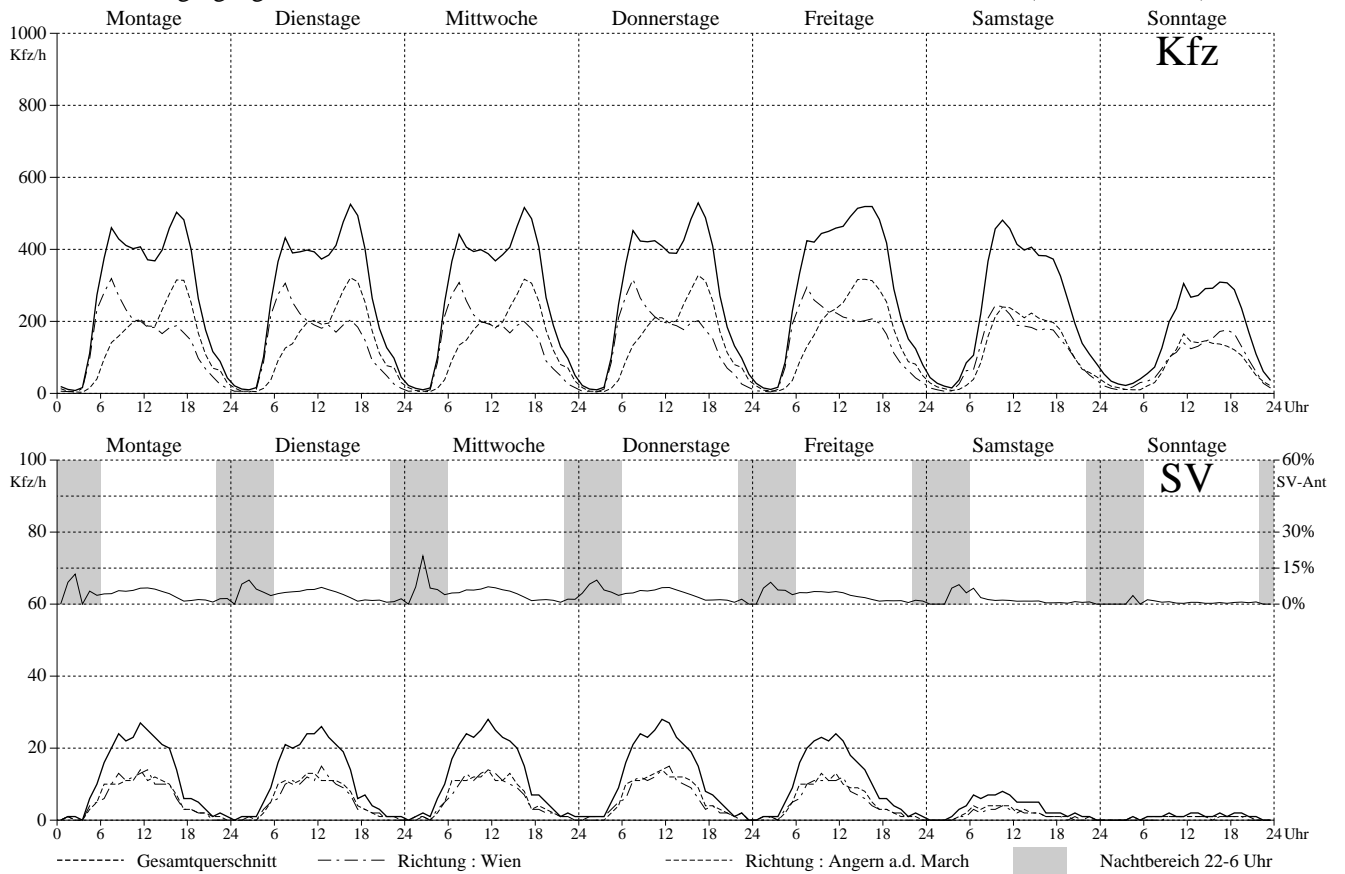 Montage Dienstage Mittwoche Donnerstage Freitage Samstage Sonntage
1000
Kfz/h
Kfz
800
600
400
200
0
0 6 12 18 24 6 12 18 24 6 12 18 24 6 12 18 24 6 12 18 24 6 12 18 24 6 12 18 24 Uhr
Montage Dienstage Mittwoche Donnerstage Freitage Samstage Sonntage
100 60%
Kfz/h SV SV-Ant
80 30%
15%
60 0%
40
20
0
0 6 12 18 24 6 12 18 24 6 12 18 24 6 12 18 24 6 12 18 24 6 12 18 24 6 12 18 24 Uhr
Gesamtquerschnitt Richtung : Wien Richtung : Angern a.d. March Nachtbereich 22-6 Uhr